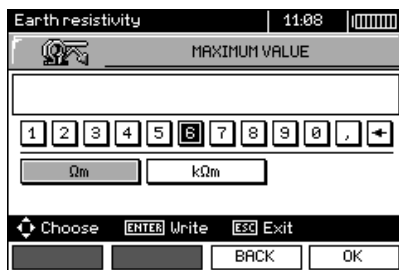 Earth resistivity 11:08
MAXIMUM VALUE
1 2 3 4 5 6 7 8 9 0 , ←
Ωm kΩm
Choose ENTER Write ESC Exit
BACK OK